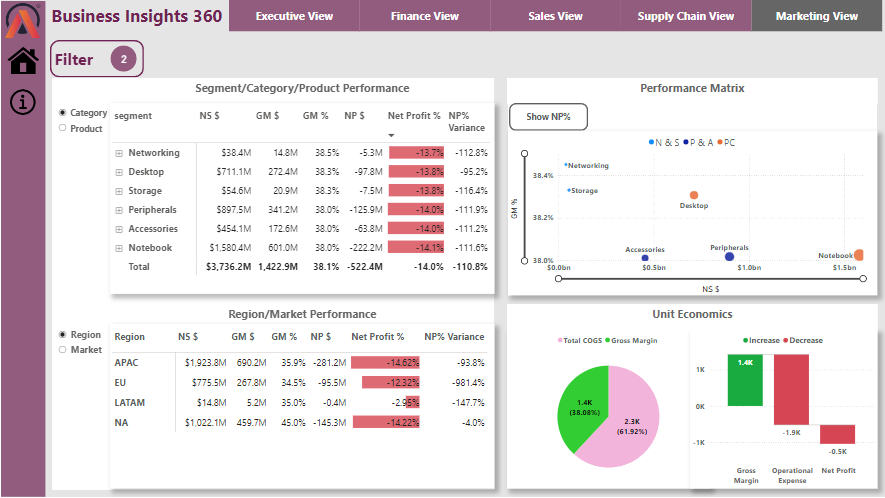 Business Insights 360
Executive View
Finance View
Sales View
Supply Chain View
Marketing View
Filter 2
Segment/Category/Product Performance
Category
Product
segment NS $ GM $ GM % NP $ Net Profit % NP% Variance
Networking $38.4M 14.8M 38.5% -5.3M -13.7% -112.8%
Desktop $711.1M 272.4M 38.3% -97.8M -13.8% -95.2%
Storage $54.6M 20.9M 38.3% -7.5M -13.8% -116.4%
Peripherals $897.5M 341.2M 38.0% -125.9M -14.0% -111.9%
Accessories $454.1M 172.6M 38.0% -63.8M -14.0% -111.2%
Notebook $1,580.4M 601.0M 38.0% -222.2M -14.1% -111.6%
Total $3,736.2M 1,422.9M 38.1% -522.4M -14.0% -110.8%
Performance Matrix
Show NP%
N & S P & A PC
GM %
38.4%
38.2%
38.0%
Networking
Storage
Desktop
Accessories
Peripherals
Notebook
$0.0bn $0.5bn $1.0bn $1.5bn
NS $
Region/Market Performance
Region
Market
Region NS $ GM $ GM % NP $ Net Profit % NP% Variance
APAC $1,923.8M 690.2M 35.9% -281.2M -14.62% -93.8%
EU $775.5M 267.8M 34.5% -95.5M -12.32% -981.4%
LATAM $14.8M 5.2M 35.0% -0.4M -2.95% -147.7%
NA $1,022.1M 459.7M 45.0% -145.3M -14.22% -4.0%
Unit Economics
Total COGS Gross Margin
1.4K
(38.08%)
2.3K
(61.92%)
Increase Decrease
1K
0K
-1K
1.4K
-1.9K
-0.5K
Gross Margin
Operational Expense
Net Profit